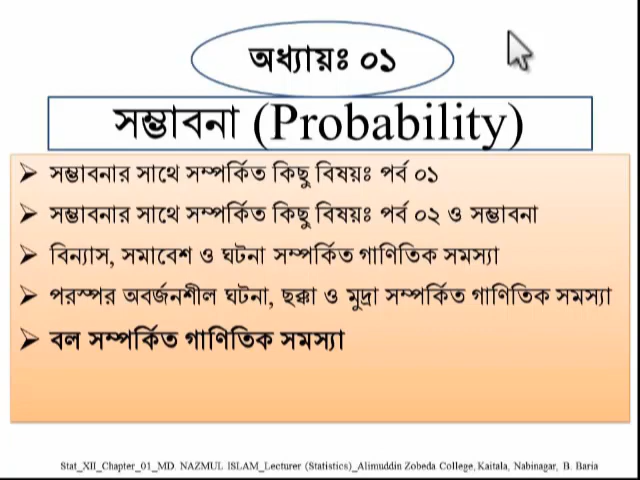 অধ্যায়ঃ ০১
সম্ভাবনা (Probability)
➢ সম্ভাবনার সাথে সম্পর্কিত কিছু বিষয়ঃ পর্ব ০১
➢ সম্ভাবনার সাথে সম্পর্কিত কিছু বিষয়ঃ পর্ব ০২ ও সম্ভাবনা
➢ বিন্যাস, সমাবেশ ও ঘটনা সম্পর্কিত গাণিতিক সমস্যা
➢ পরস্পর অবর্জনশীল ঘটনা, ছক্কা ও মুদ্রা সম্পর্কিত গাণিতিক সমস্যা
➢ বল সম্পর্কিত গাণিতিক সমস্যা
Stat_XII_Chapter_01_MD. NAZMUL ISLAM_Lecturer (Statistics)_Alimuddin Zobeda College, Kaitala, Nabinagar, B. Baria